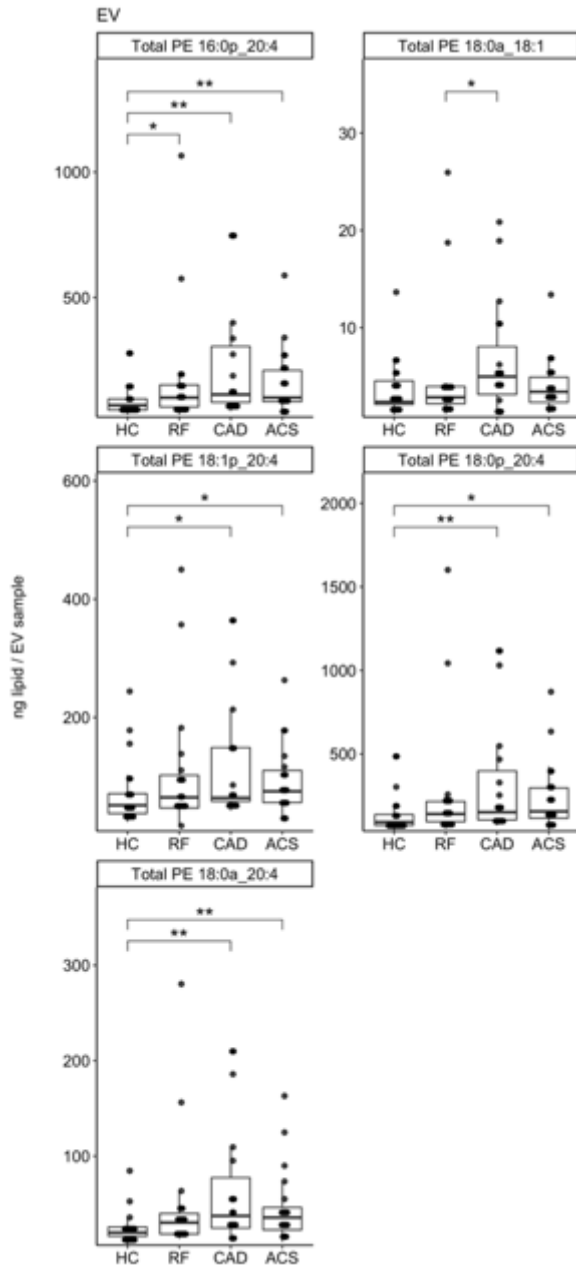 EV
Total PE 16:0p_20:4
Total PE 18:0a_18:1
** 
*
**
*
1000
500
30
20
10
HC RF CAD ACS
HC RF CAD ACS
Total PE 18:1p_20:4
Total PE 18:0p_20:4
600
400
200
*
*
2000
1500
1000
500
*
**
ng lipid / EV sample
HC RF CAD ACS
HC RF CAD ACS
Total PE 18:0a_20:4
**
**
300
200
100
HC RF CAD ACS